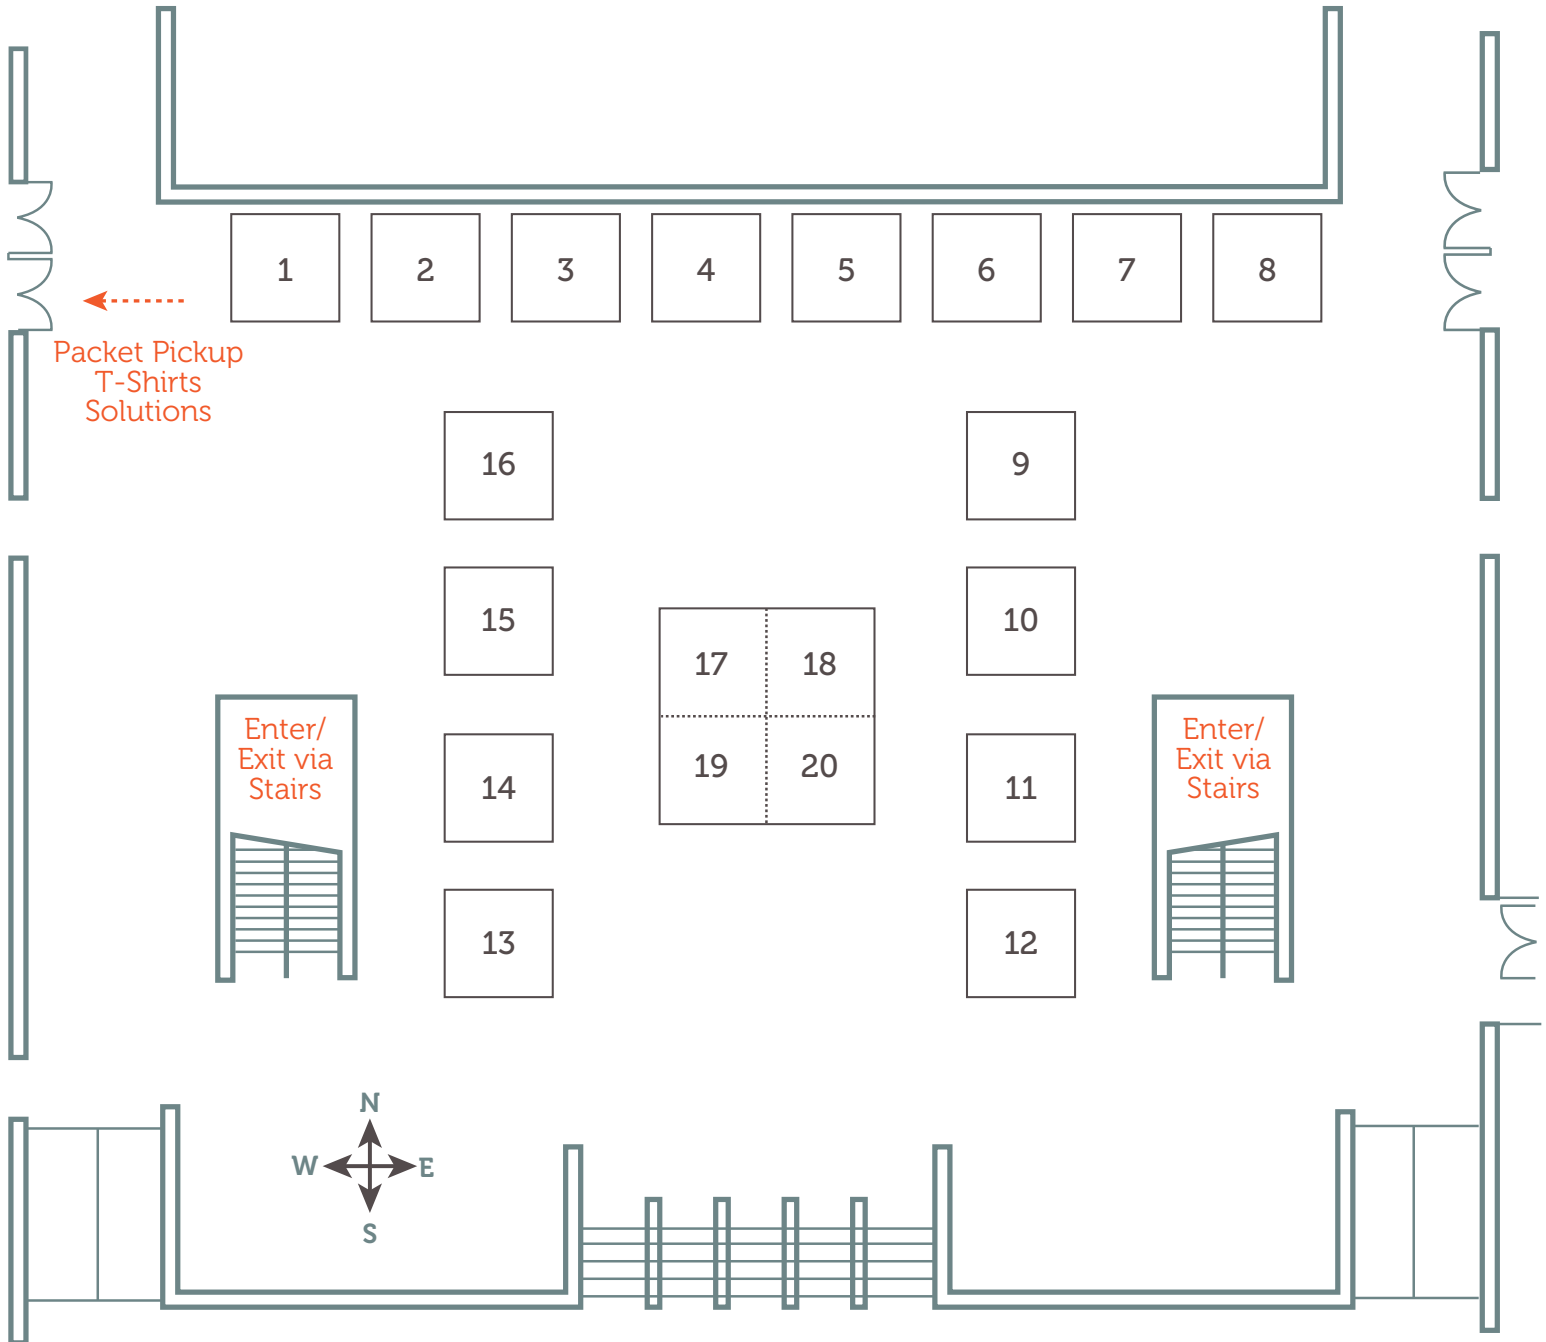 1 2 3 4 5 6 7 8
Packet Pickup
T-Shirts
Solutions
16 9
15 10
17 18
19 20
Enter/
Exit via
Stairs
14 11
Enter/
Exit via
Stairs
13 12
N
W E
S